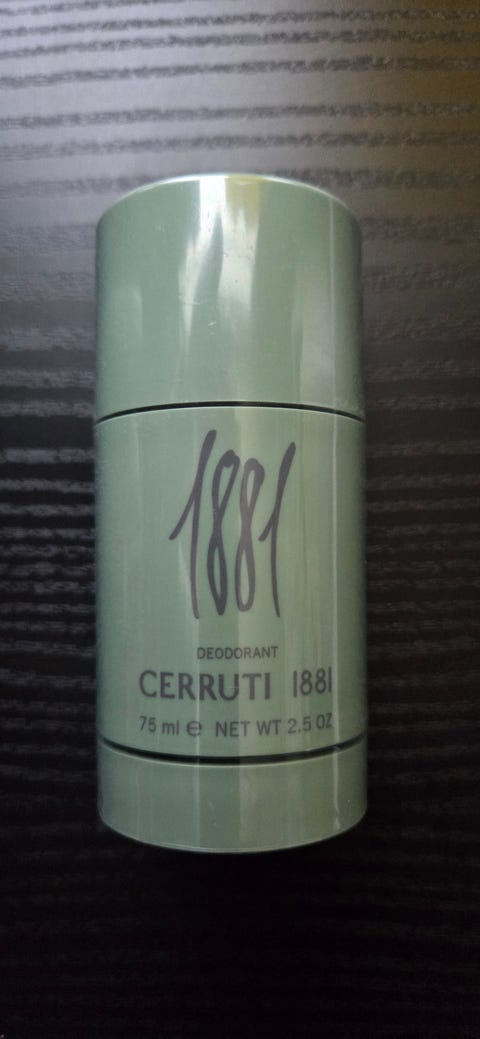 1881
DEODORANT
CERRUTI 1881
75 ml ℮ NET WT 2.5 OZ